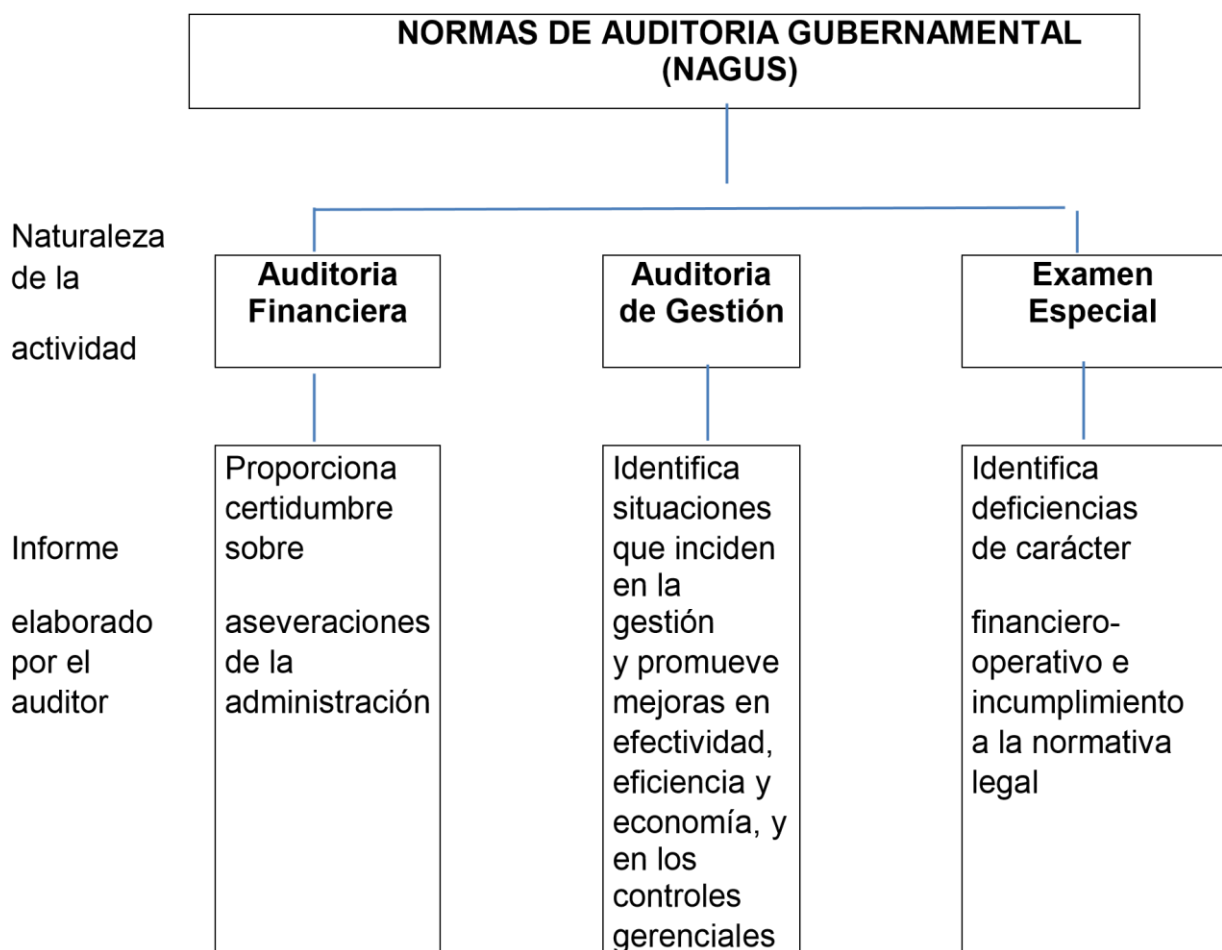 NORMAS DE AUDITORIA GUBERNAMENTAL
(NAGUS)
Naturaleza
de la
actividad
Auditoria
Financiera
Auditoria
de Gestión
Examen
Especial
Informe
elaborado
por el
auditor
Proporciona
certidumbre
sobre
aseveraciones
de la
administración
Identifica
situaciones
que inciden
en la
gestión
y promueve
mejoras en
efectividad,
eficiencia y
economía, y
en los
controles
gerenciales
Identifica
deficiencias
de carácter
financiero-
operativo e
incumplimiento
a la normativa
legal